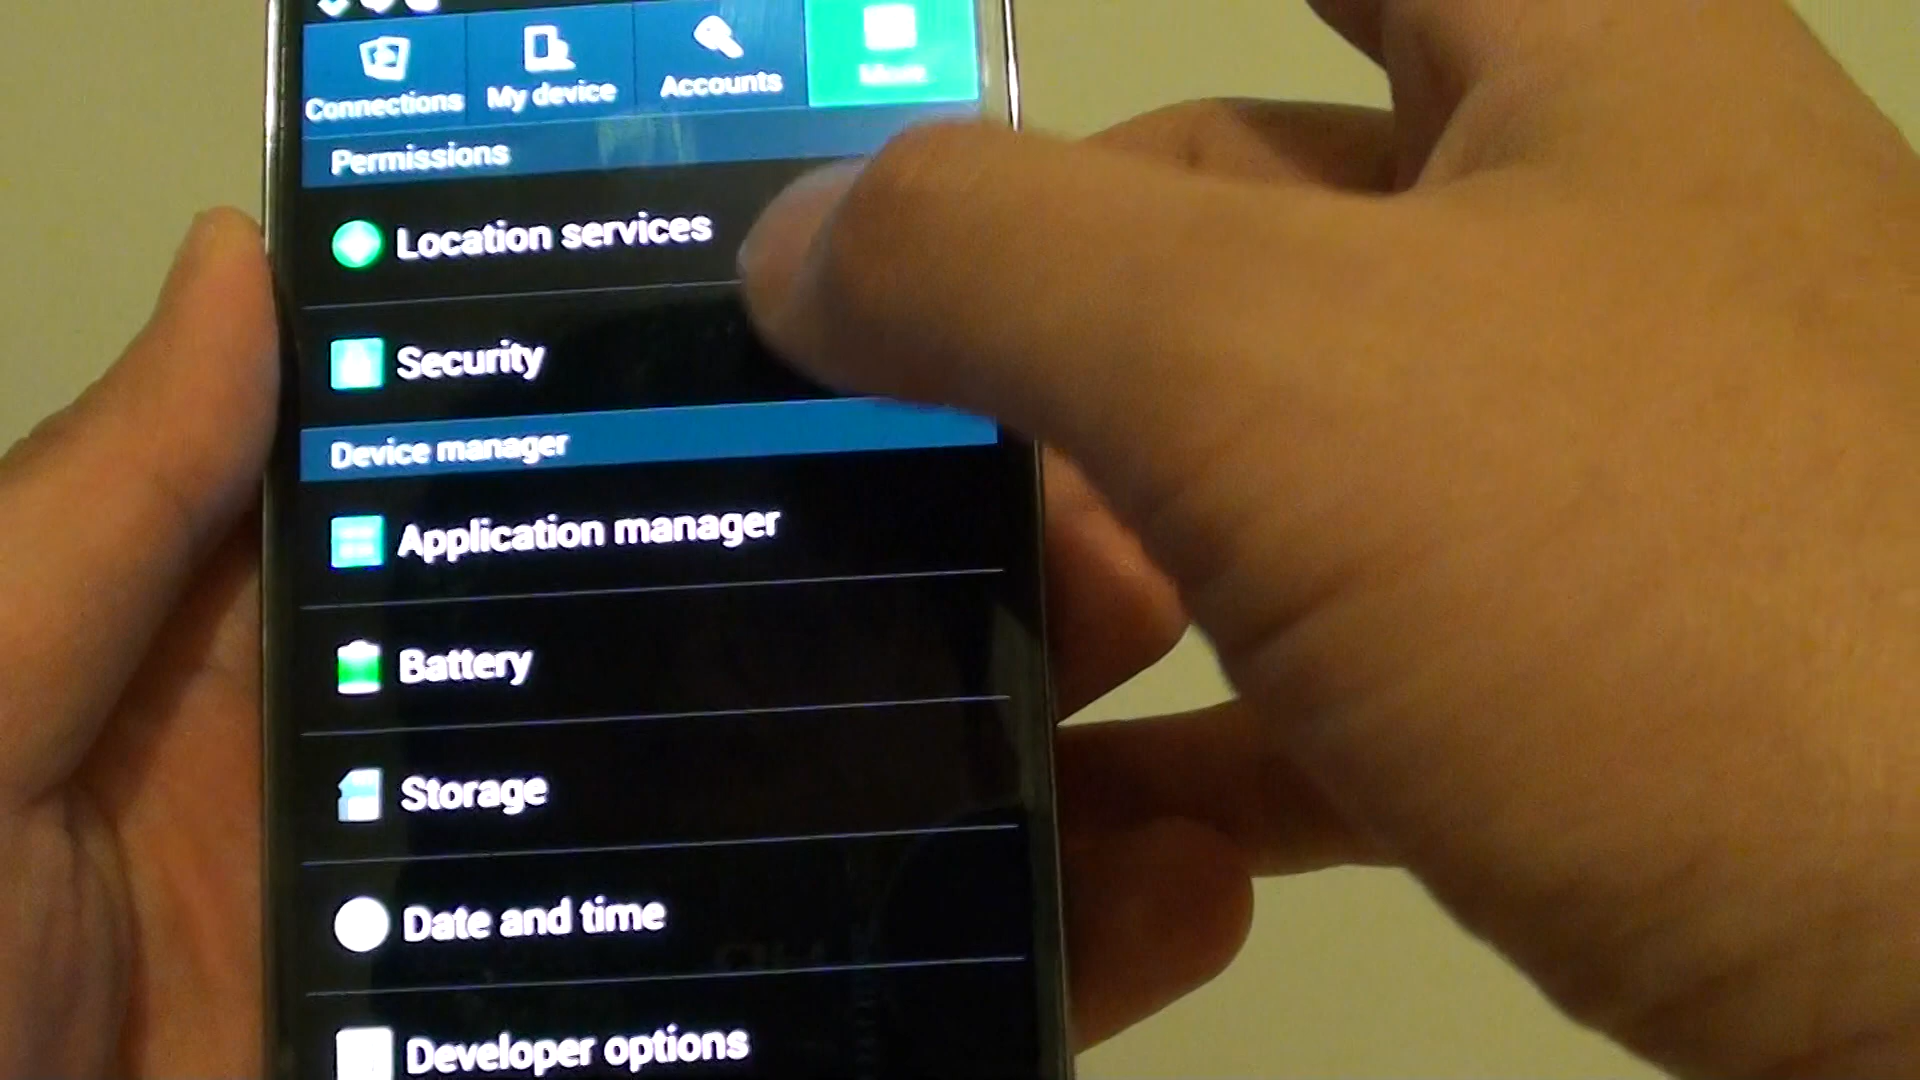 Connections
My device
Accounts
More
Permissions
Location services
Security
Device manager
Application manager
Battery
Storage
Date and time
Developer options